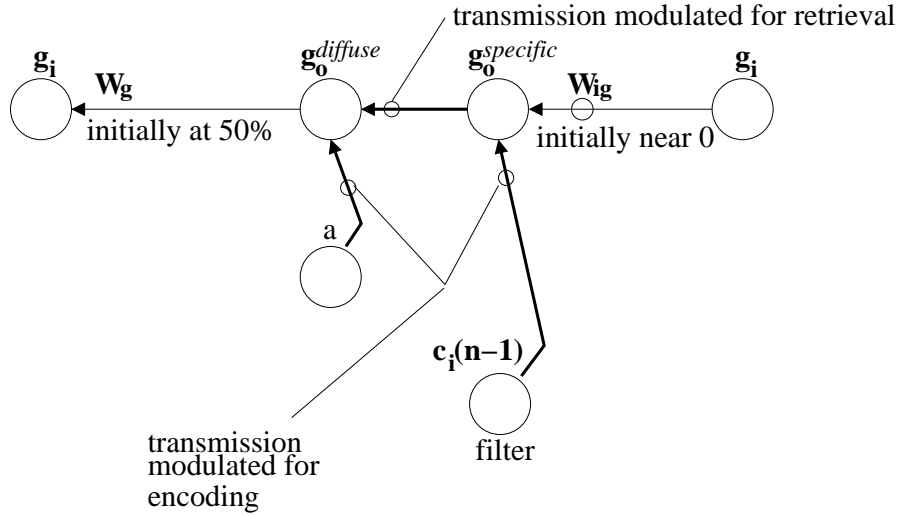 transmission modulated for retrieval
g_i
g_o^diffuse
g_o^specific
g_i
W_g
W_ig
initially at 50%
initially near 0
a
c_i(n−1)
transmission
modulated for
encoding
filter